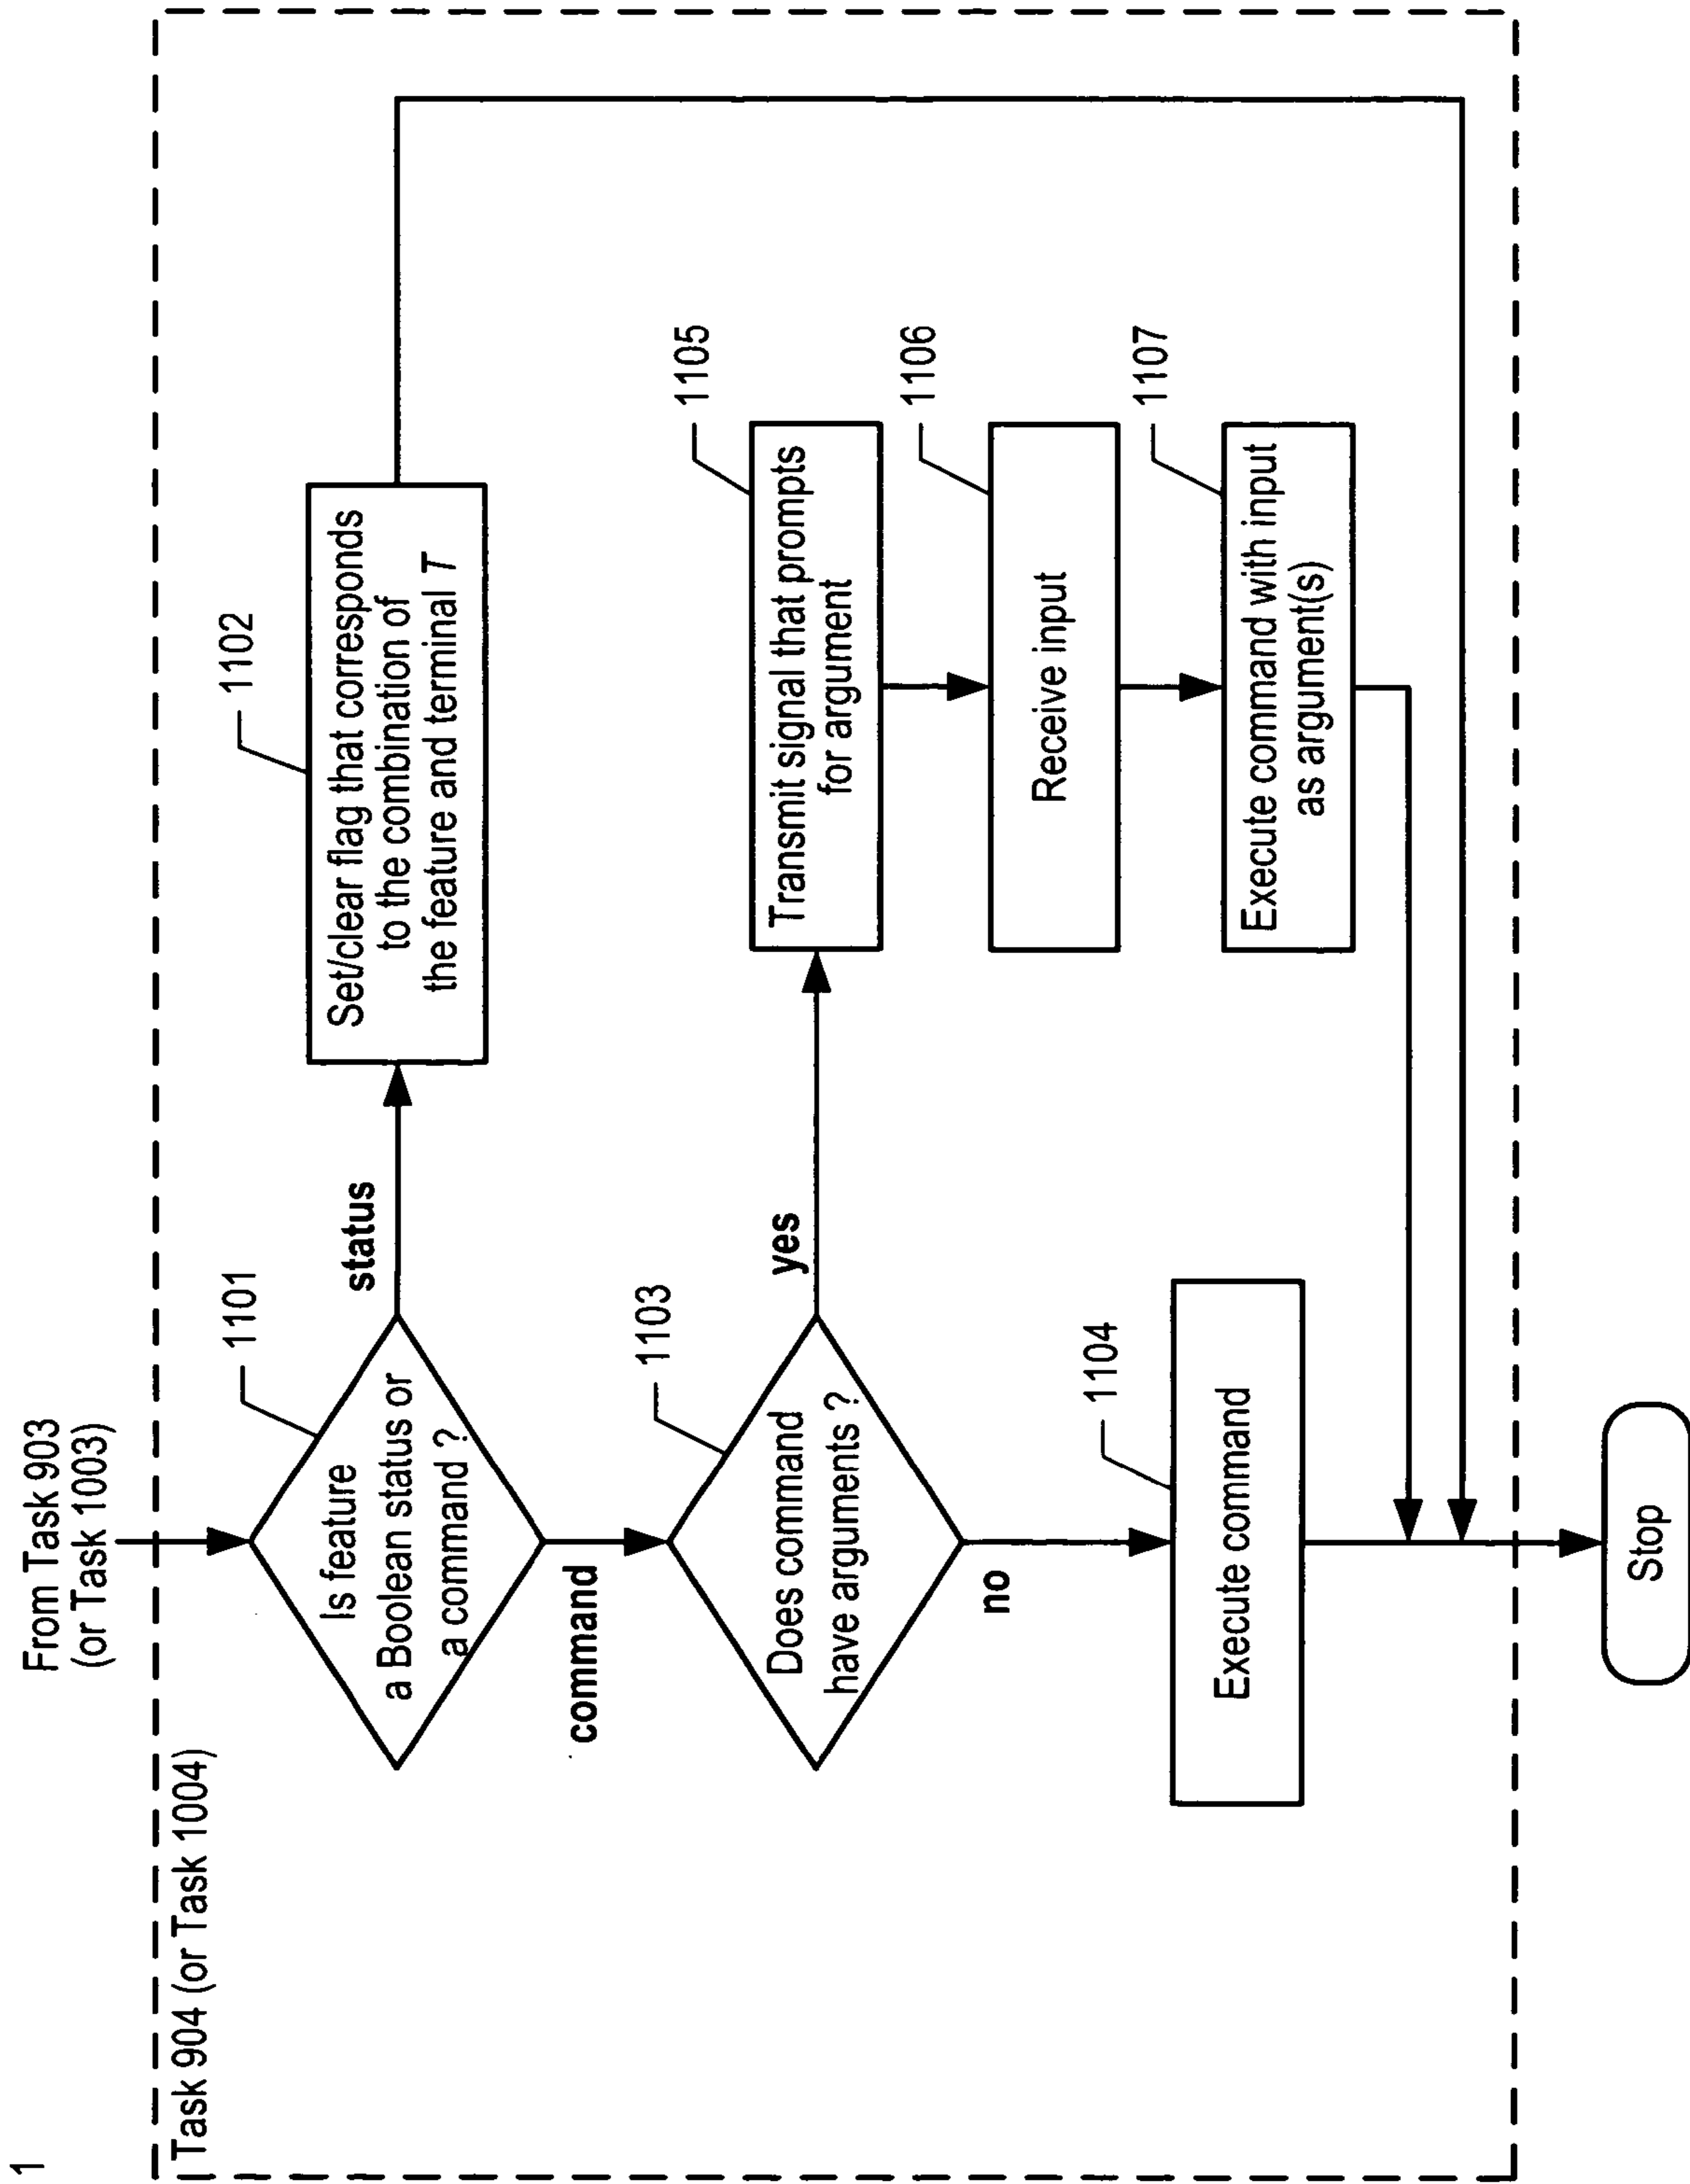 1
From Task 903
(or Task 1003)
Task 904 (or Task 1004)
1101
Is feature
a Boolean status or
a command ?
status
1102
Set/clear flag that corresponds
to the combination of
the feature and terminal T
command
1103
Does command
have arguments ?
yes
1105
Transmit signal that prompts
for argument
1106
Receive input
1107
Execute command with input
as argument(s)
no
1104
Execute command
Stop